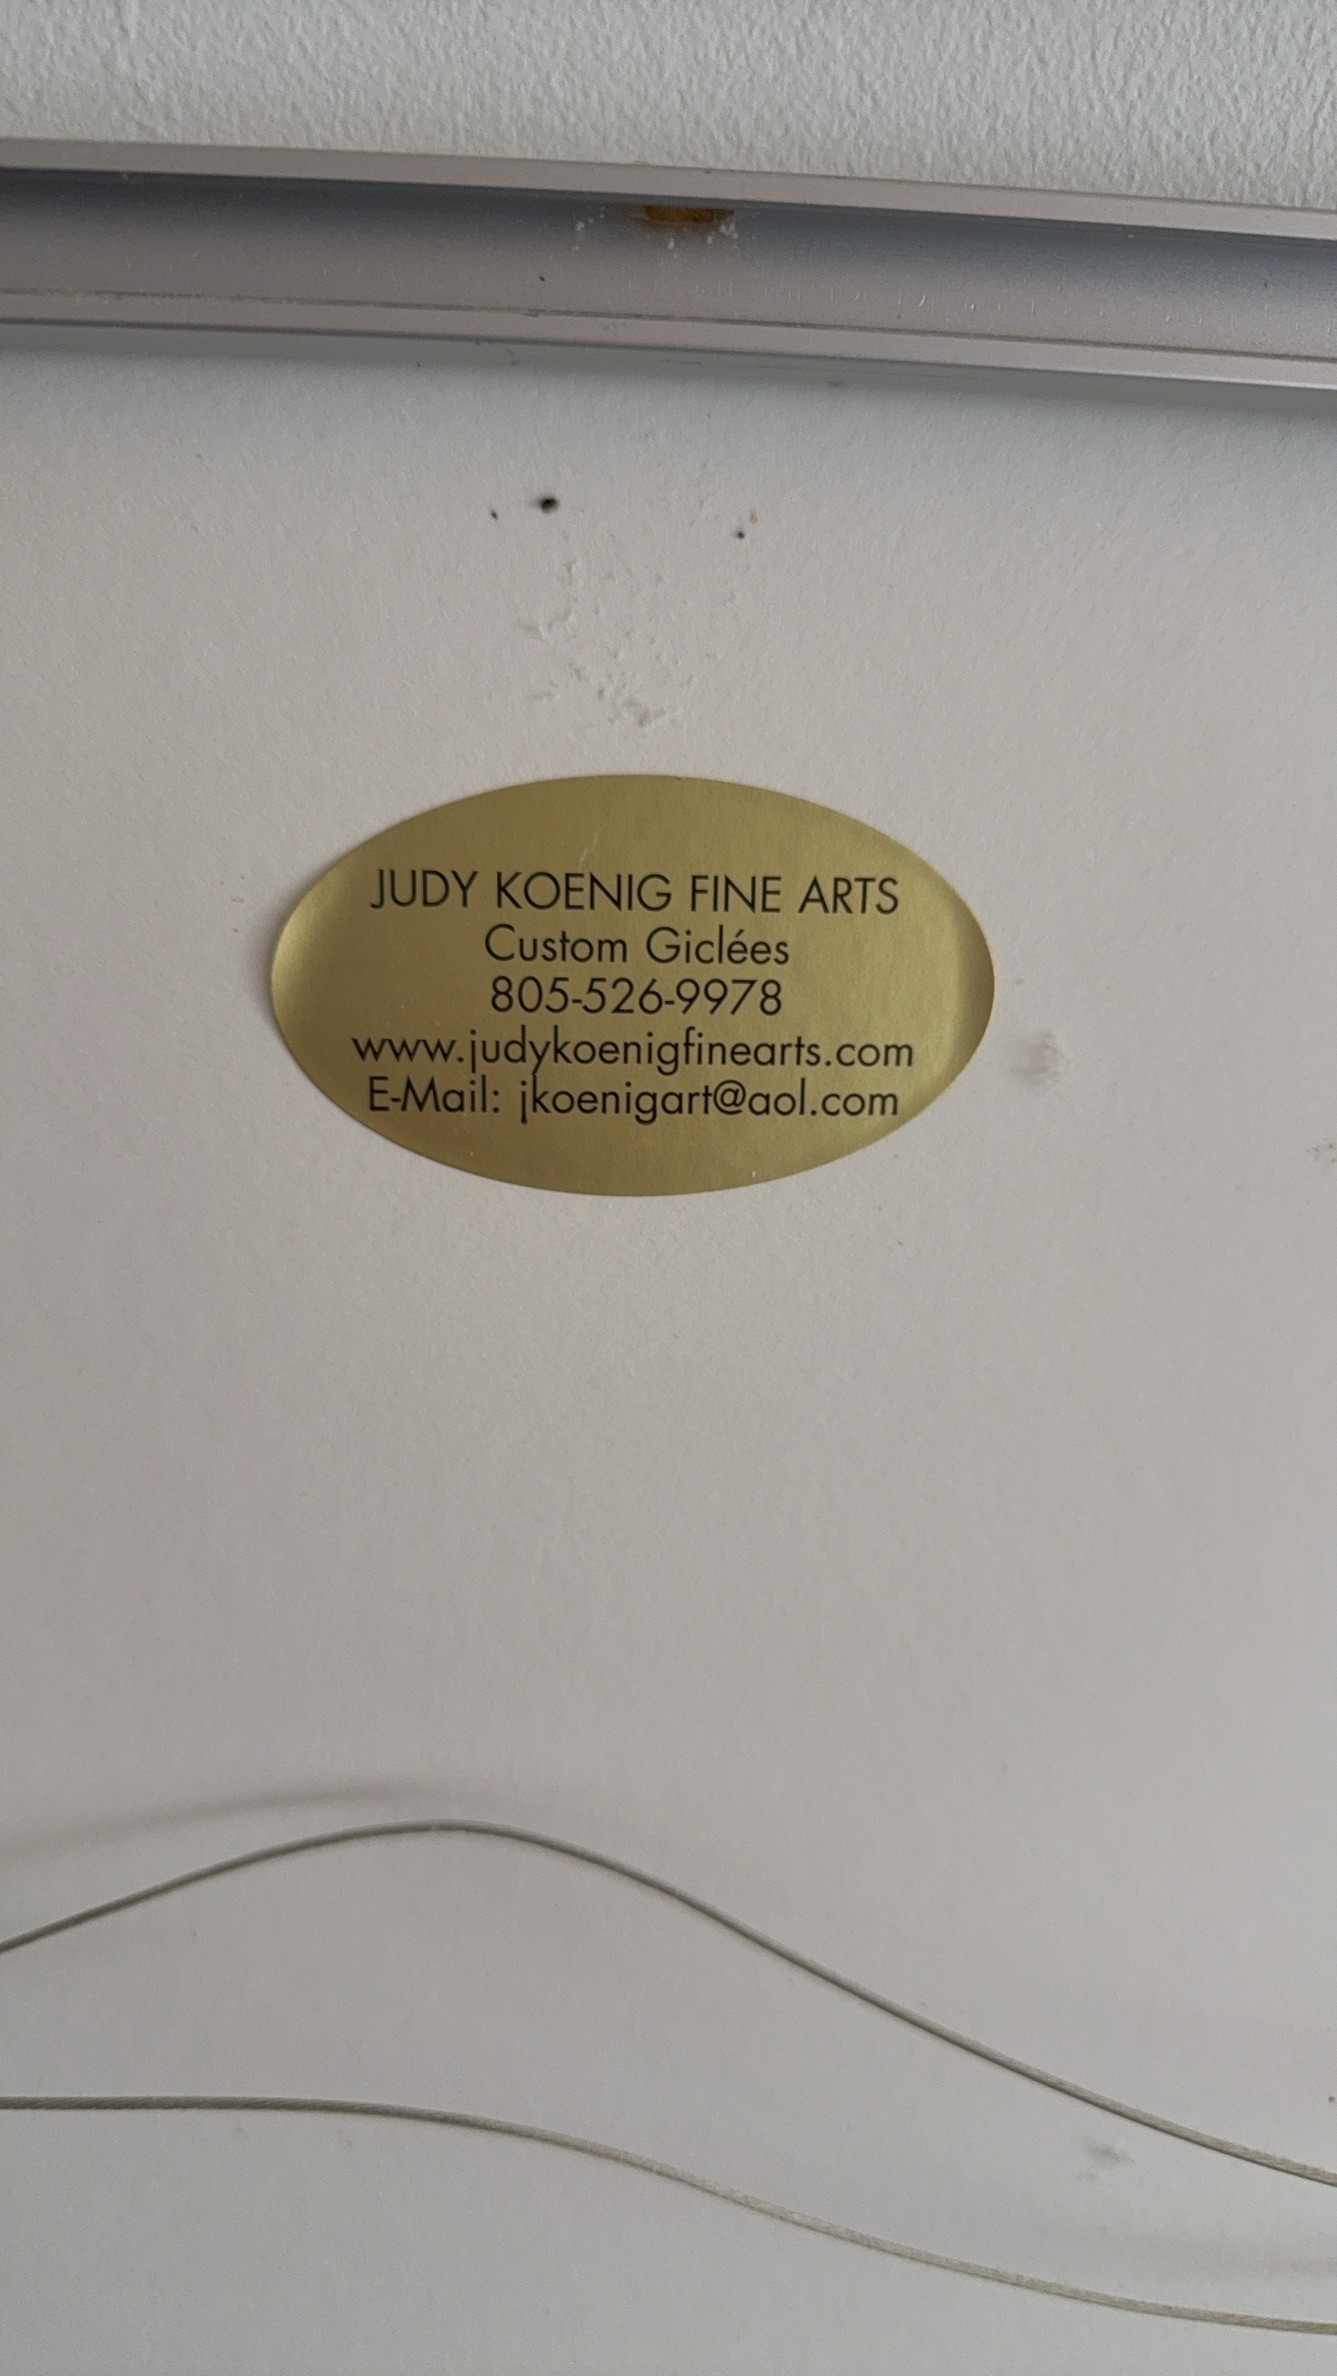 JUDY KOENIG FINE ARTS
Custom Giclées
805-526-9978
www.judykoenigfinearts.com
E-Mail: jkoenigart@aol.com